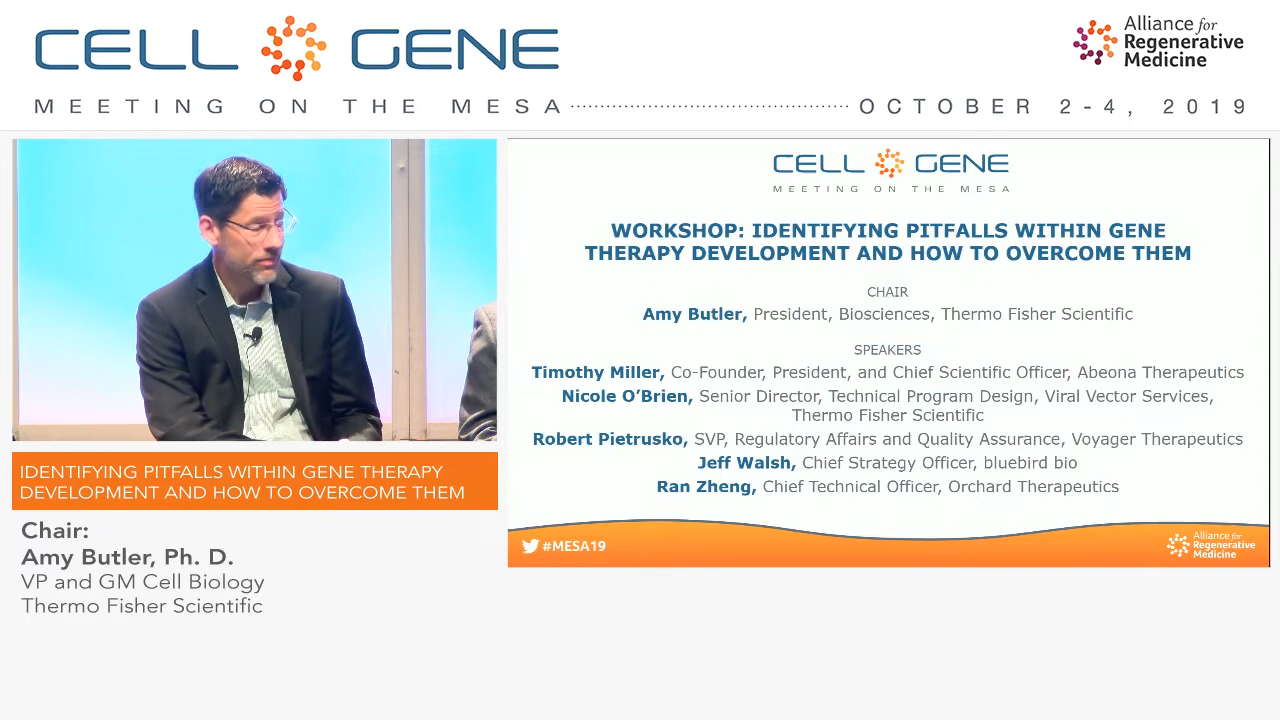 CELL GENE
MEETING ON THE MESA
OCTOBER 2-4, 2019
Alliance for
Regenerative
Medicine
CELL GENE
MEETING ON THE MESA
WORKSHOP: IDENTIFYING PITFALLS WITHIN GENE
THERAPY DEVELOPMENT AND HOW TO OVERCOME THEM
CHAIR
Amy Butler, President, Biosciences, Thermo Fisher Scientific
SPEAKERS
Timothy Miller, Co-Founder, President, and Chief Scientific Officer, Abeona Therapeutics
Nicole O’Brien, Senior Director, Technical Program Design, Viral Vector Services,
Thermo Fisher Scientific
Robert Pietrusko, SVP, Regulatory Affairs and Quality Assurance, Voyager Therapeutics
Jeff Walsh, Chief Strategy Officer, bluebird bio
Ran Zheng, Chief Technical Officer, Orchard Therapeutics
#MESA19
Alliance for
Regenerative
Medicine
IDENTIFYING PITFALLS WITHIN GENE THERAPY
DEVELOPMENT AND HOW TO OVERCOME THEM
Chair:
Amy Butler, Ph. D.
VP and GM Cell Biology
Thermo Fisher Scientific